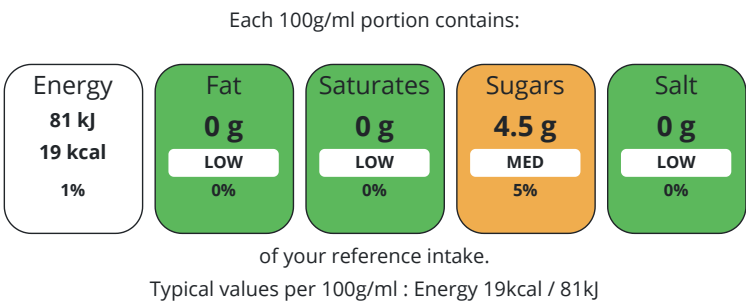 Each 100g/ml portion contains:
Energy
81 kJ
19 kcal
1%
Fat
0 g
LOW
0%
Saturates
0 g
LOW
0%
Sugars
4.5 g
MED
5%
Salt
0 g
LOW
0%
of your reference intake.
Typical values per 100g/ml : Energy 19kcal / 81kJ